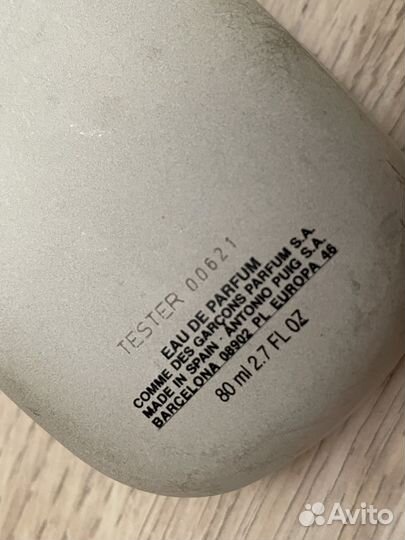 TESTER 00621
EAU DE PARFUM
COMME DES GARÇONS PARFUM S.A.
MADE IN SPAIN - ANTONIO PUIG S.A.
BARCELONA 08902 PL EUROPA 46
80 ml 2.7 FL OZ
Avito